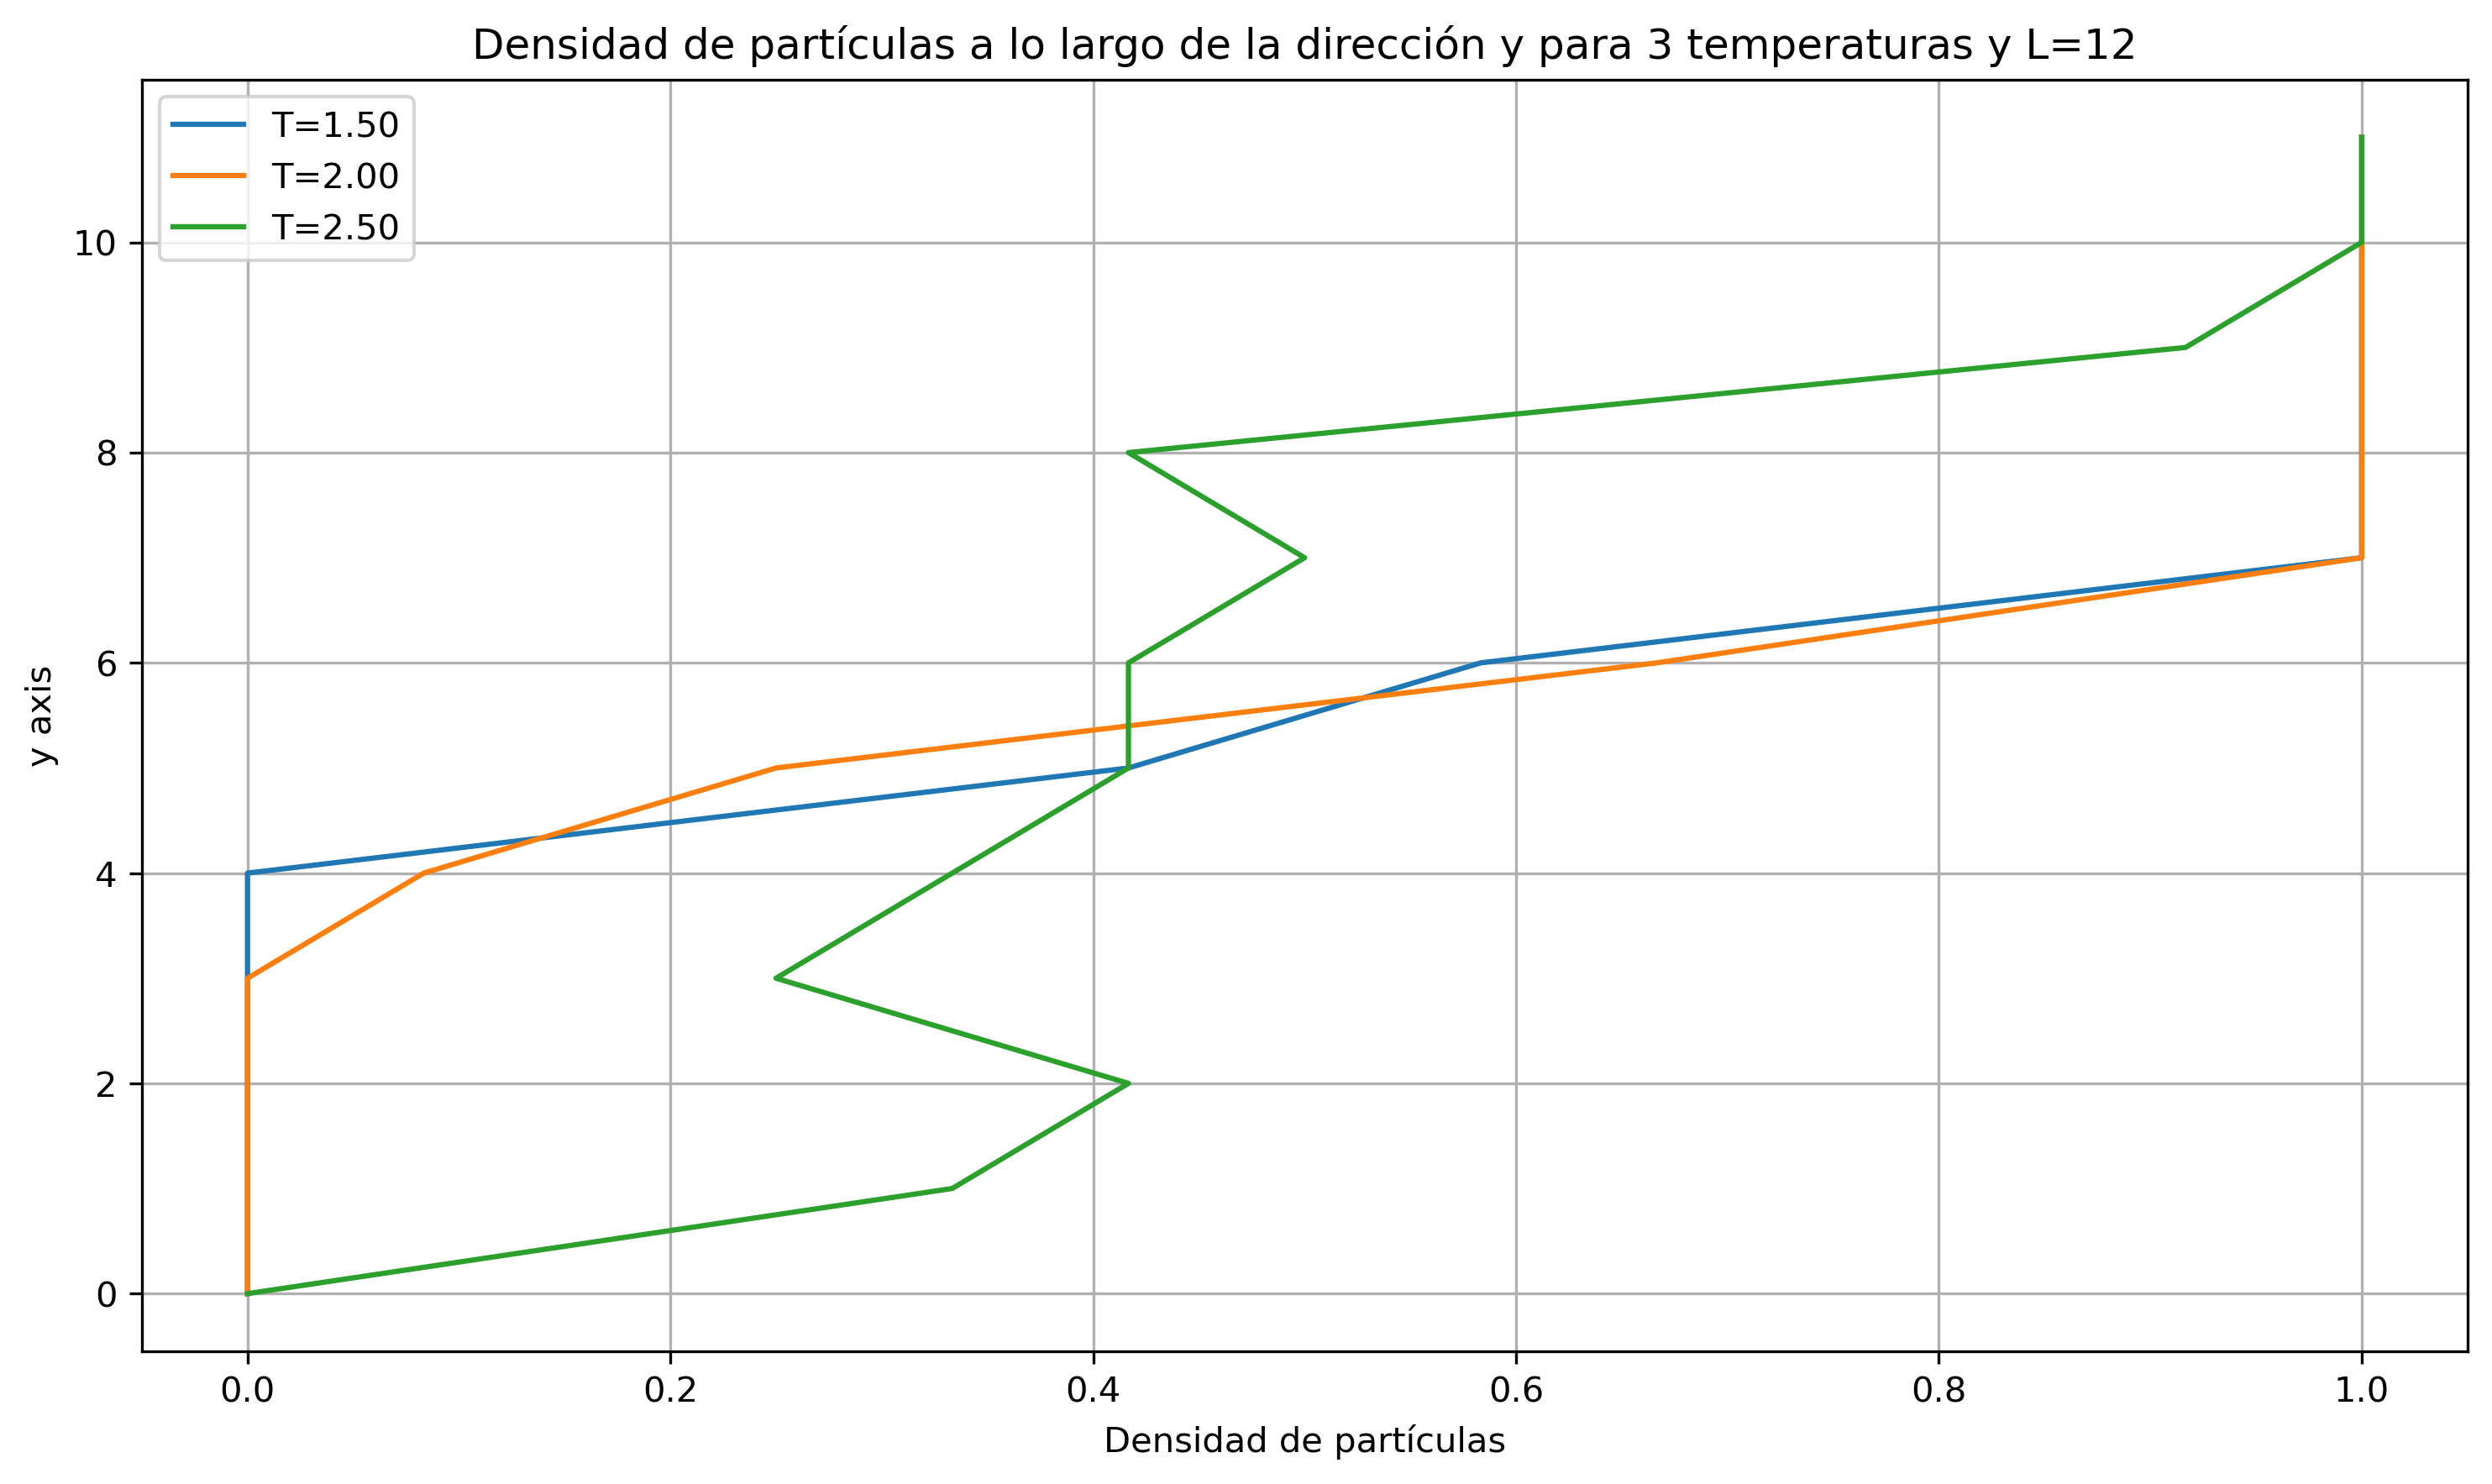 Densidad de partículas a lo largo de la dirección y para 3 temperaturas y L=12
T=1.50
T=2.00
T=2.50
10
8
6
4
2
0
y axis
0.0 0.2 0.4 0.6 0.8 1.0
Densidad de partículas